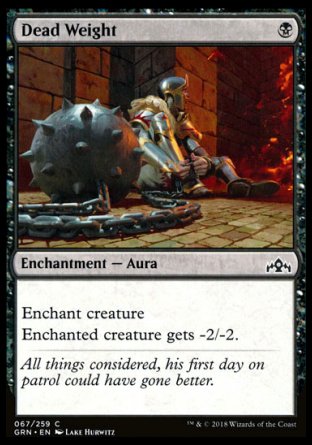 Dead Weight
Enchantment — Aura
Enchant creature
Enchanted creature gets -2/-2.
All things considered, his first day on
patrol could have gone better.
067/259 C
GRN • EN Lake Hurwitz
™ & © 2018 Wizards of the Coast